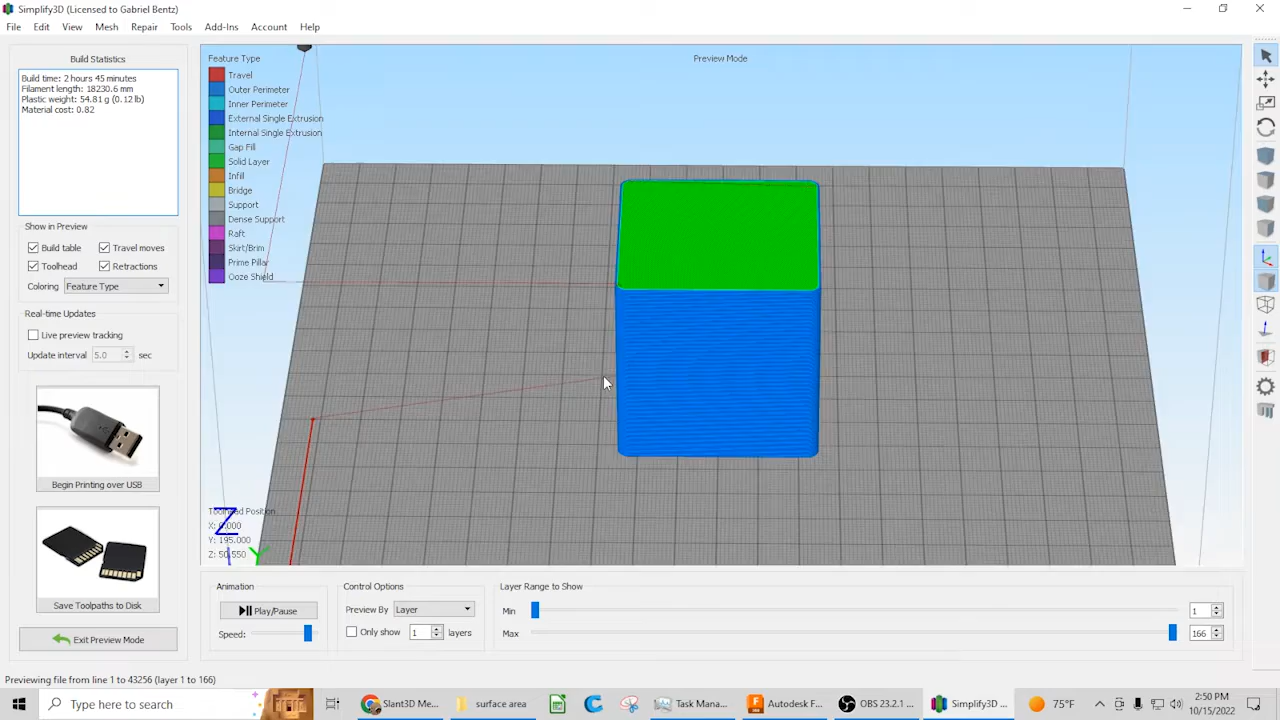 Simplify3D (Licensed to Gabriel Bentz)
File Edit View Mesh Repair Tools Add-Ins Account Help
Build Statistics
Build time: 2 hours 45 minutes
Filament length: 18230.6 mm
Plastic weight: 54.81 g (0.12 lb)
Material cost: 0.82
Show in Preview
Build table Travel moves
Toolhead Retractions
Coloring Feature Type
Real-time Updates
Live preview tracking
Update interval 5.0 sec
Begin Printing over USB
Save Toolpaths to Disk
Exit Preview Mode
Preview Mode
Feature Type
Travel
Outer Perimeter
Inner Perimeter
External Single Extrusion
Internal Single Extrusion
Gap Fill
Solid Layer
Infill
Bridge
Support
Dense Support
Raft
Skirt/Brim
Prime Pillar
Ooze Shield
Z
Toolhead Position
X: 0.000
Y: 195.000
Z: 50.550
Animation
Play/Pause
Speed:
Control Options
Preview By Layer
Only show 1 layers
Layer Range to Show
Min 1
Max 166
Previewing file from line 1 to 43256 (layer 1 to 166)
Type here to search
Slant3D Me...
surface area
Task Mana...
Autodesk F...
OBS 23.2.1 ...
Simplify3D ...
75°F
2:50 PM
10/15/2022